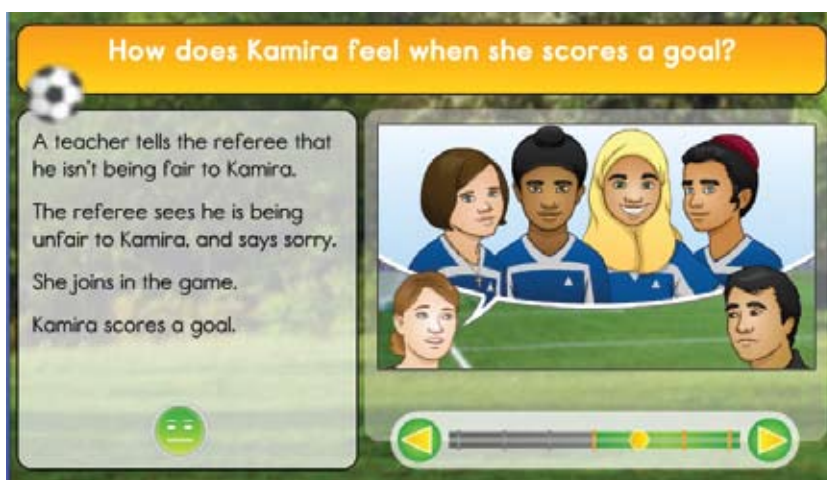 How does Kamira feel when she scores a goal?
A teacher tells the referee that
he isn't being fair to Kamira.
The referee sees he is being
unfair to Kamira, and says sorry.
She joins in the game.
Kamira scores a goal.